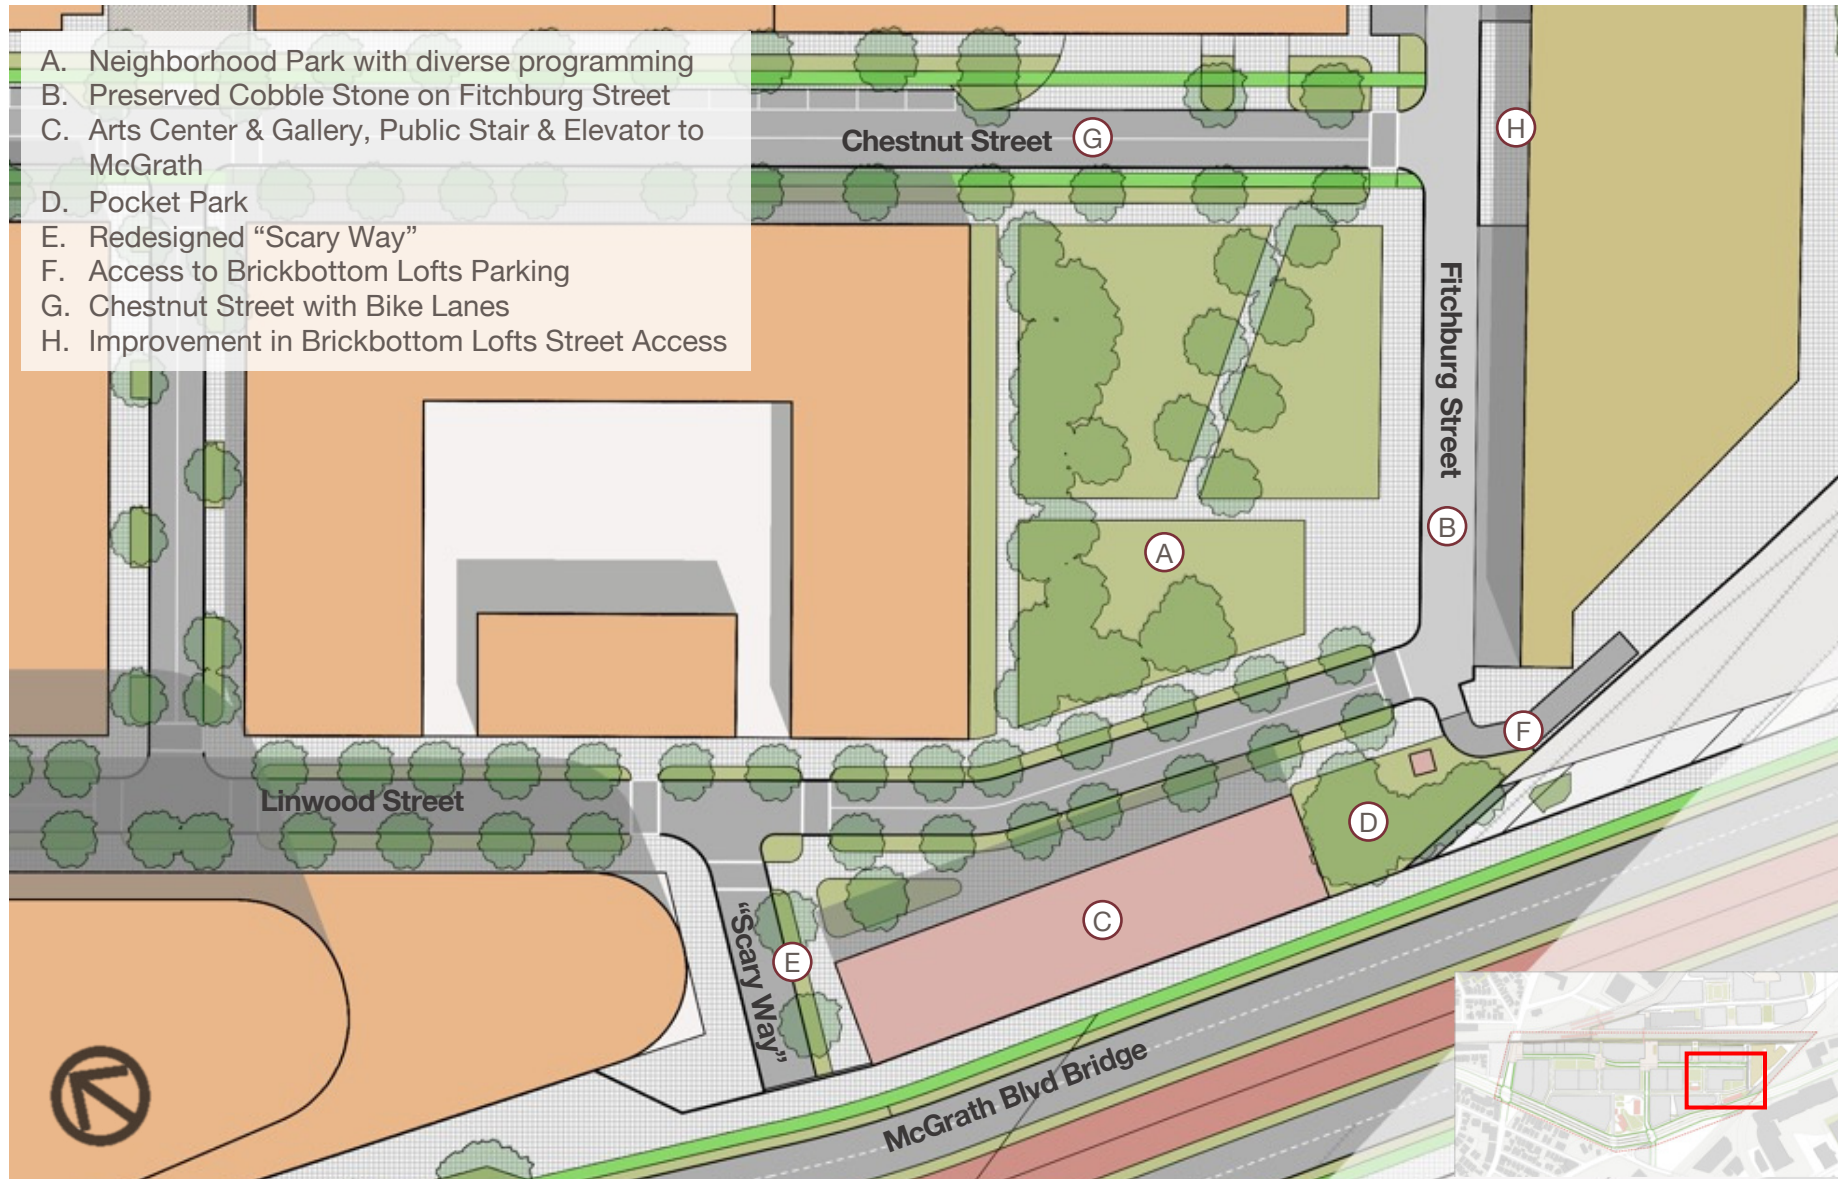 A. Neighborhood Park with diverse programming
B. Preserved Cobble Stone on Fitchburg Street
C. Arts Center & Gallery, Public Stair & Elevator to
McGrath
D. Pocket Park
E. Redesigned “Scary Way”
F. Access to Brickbottom Lofts Parking
G. Chestnut Street with Bike Lanes
H. Improvement in Brickbottom Lofts Street Access
Chestnut Street
G
H
Fitchburg Street
B
A
F
Linwood Street
D
C
“Scary Way”
E
McGrath Blvd Bridge